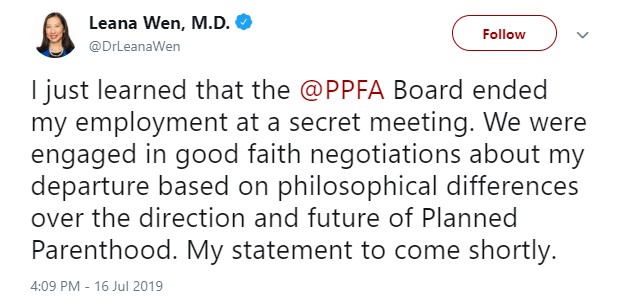 Leana Wen, M.D.
@DrLeanaWen
Follow
I just learned that the @PPFA Board ended
my employment at a secret meeting. We were
engaged in good faith negotiations about my
departure based on philosophical differences
over the direction and future of Planned
Parenthood. My statement to come shortly.
4:09 PM - 16 Jul 2019